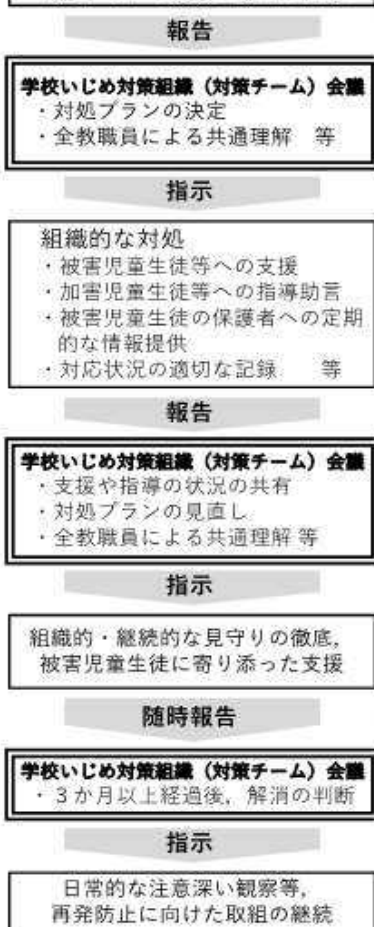 報告
学校いじめ対策組織（対策チーム）会議
・対処プランの決定
・全教職員による共通理解　等
指示
組織的な対処
・被害児童生徒等への支援
・加害児童生徒等への指導助言
・被害児童生徒の保護者への定期
的な情報提供
・対応状況の適切な記録　　等
報告
学校いじめ対策組織（対策チーム）会議
・支援や指導の状況の共有
・対処プランの見直し
・全教職員による共通理解 等
指示
組織的・継続的な見守りの徹底，
被害児童生徒に寄り添った支援
随時報告
学校いじめ対策組織（対策チーム）会議
・３か月以上経過後，解消の判断
指示
日常的な注意深い観察等，
再発防止に向けた取組の継続